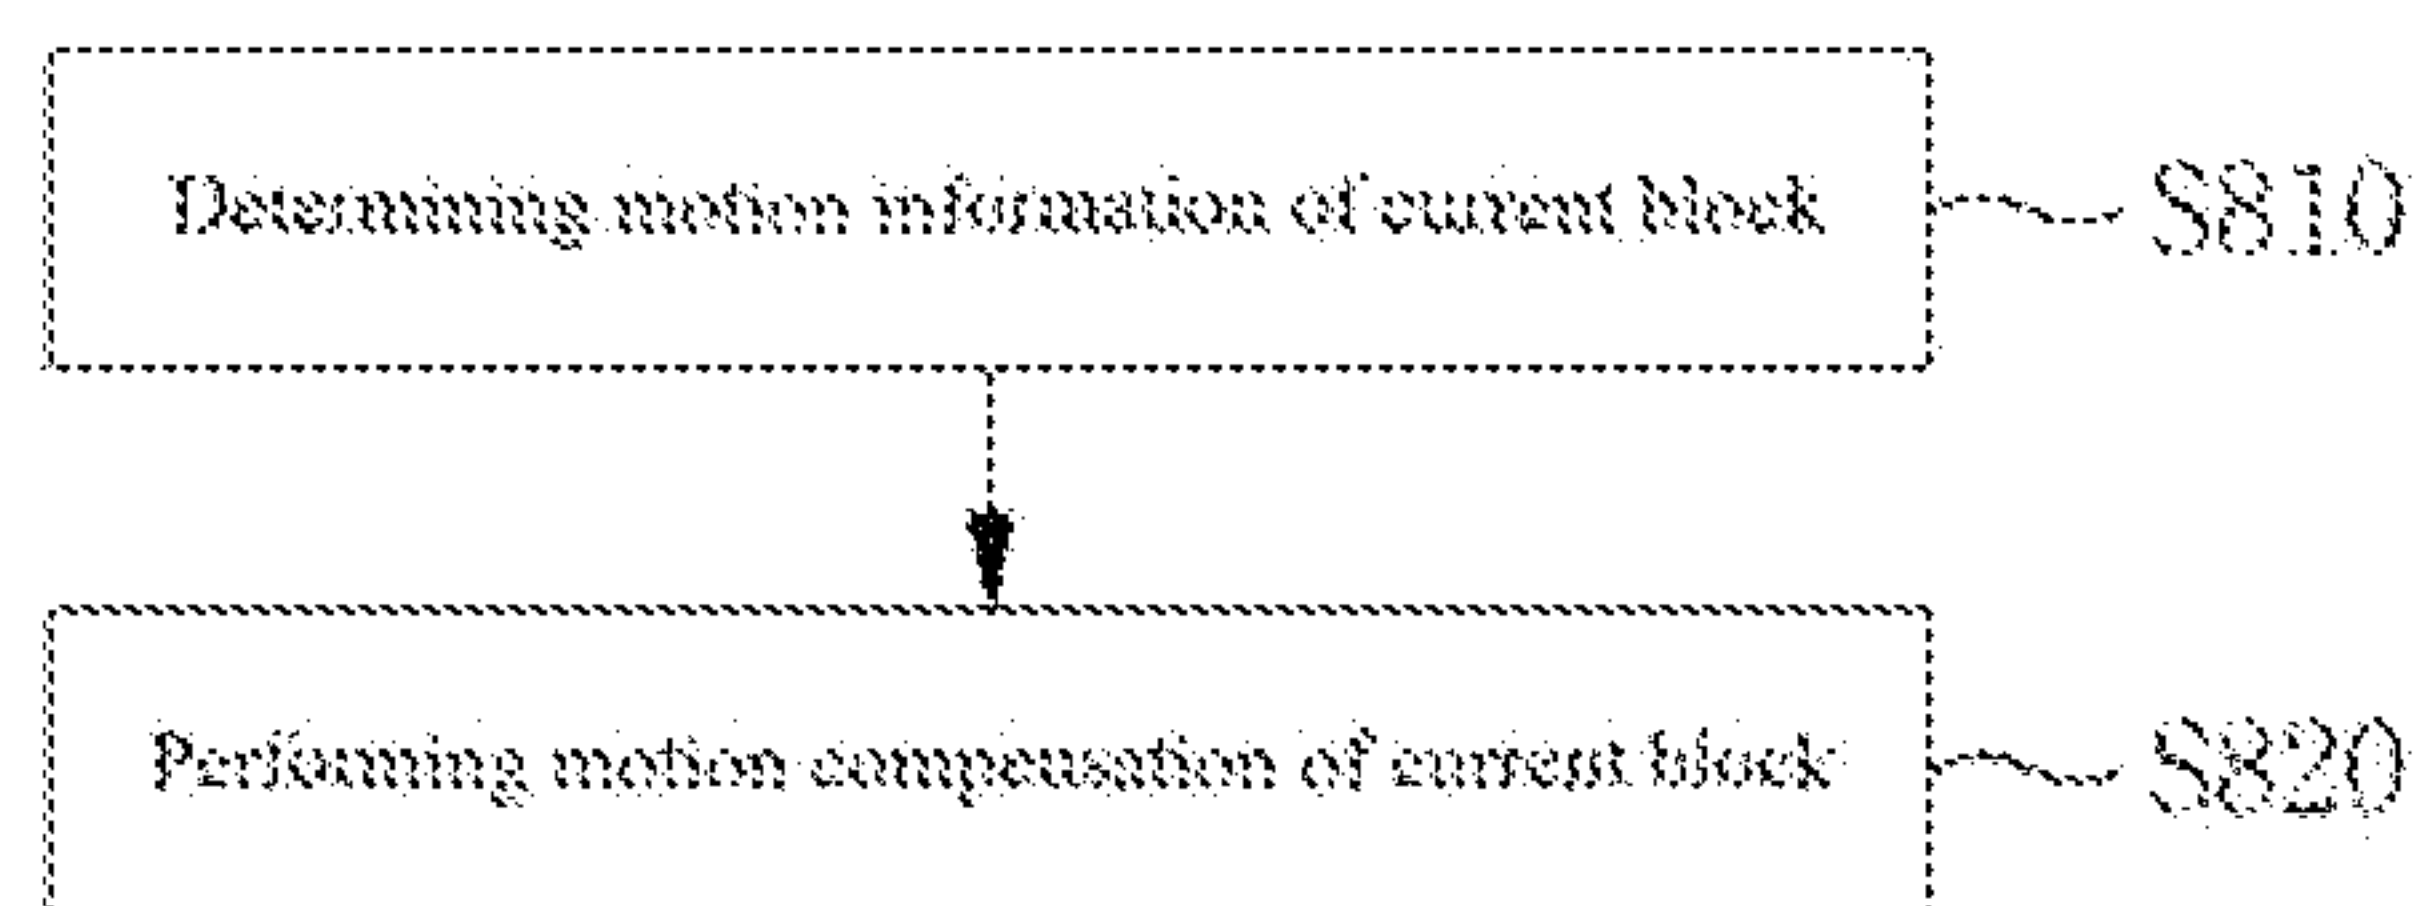 Determining motion information of current block S810
Performing motion compensation of current block S820